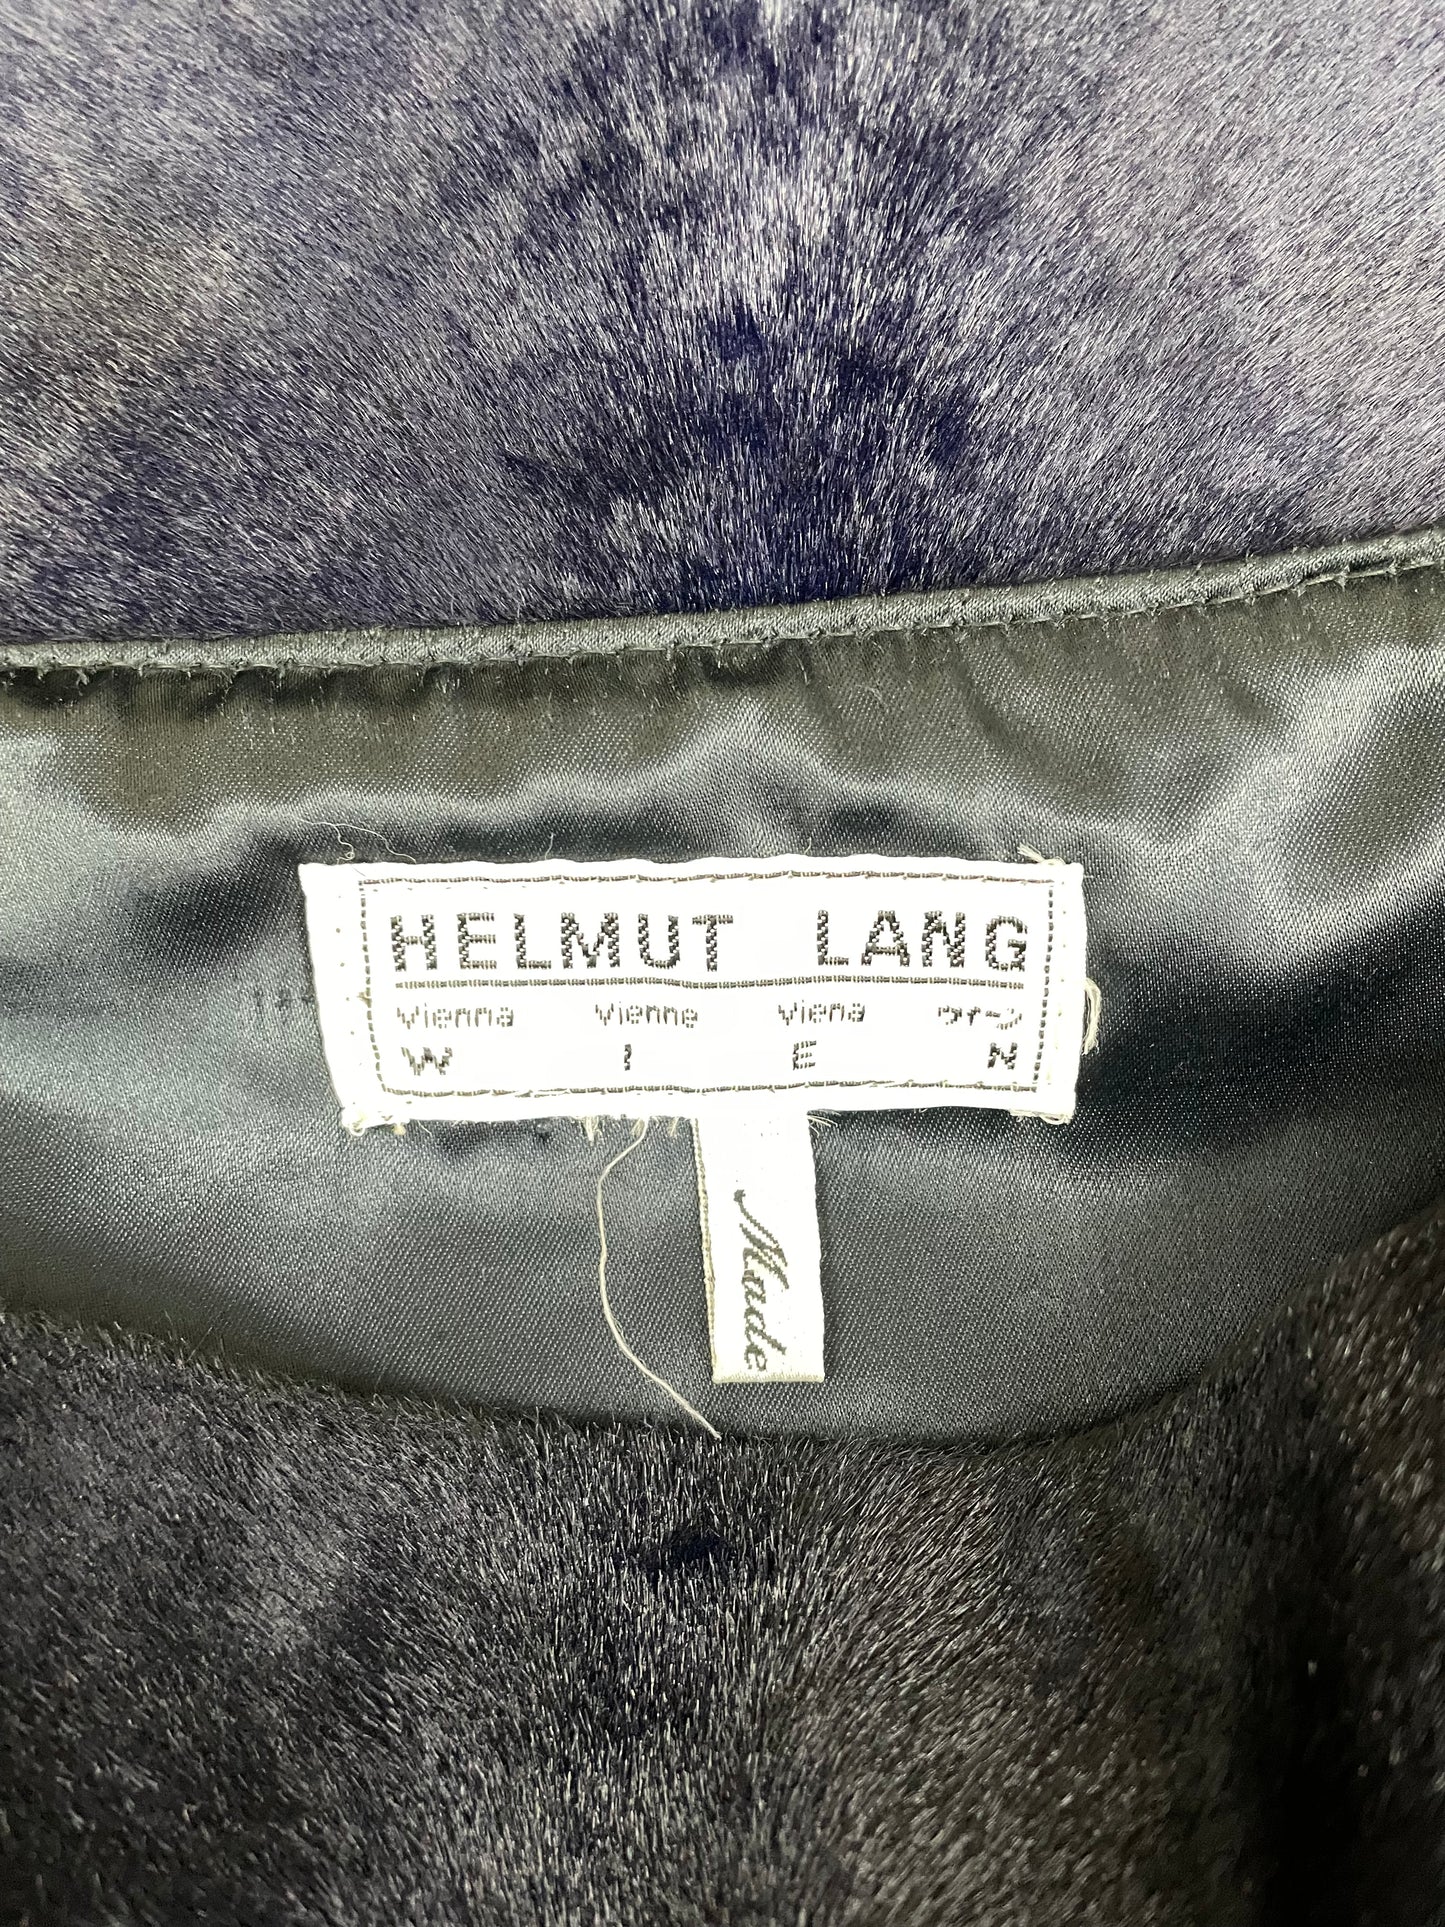 HELMUT LANG
Vienna Vienne Viena ウィーン
W I E N
Made